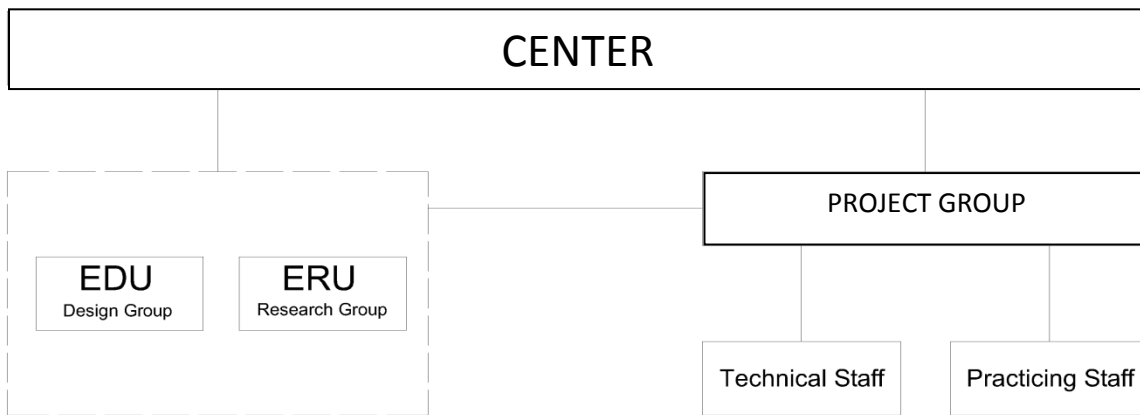 CENTER
PROJECT GROUP
EDU
Design Group
ERU
Research Group
Technical Staff
Practicing Staff